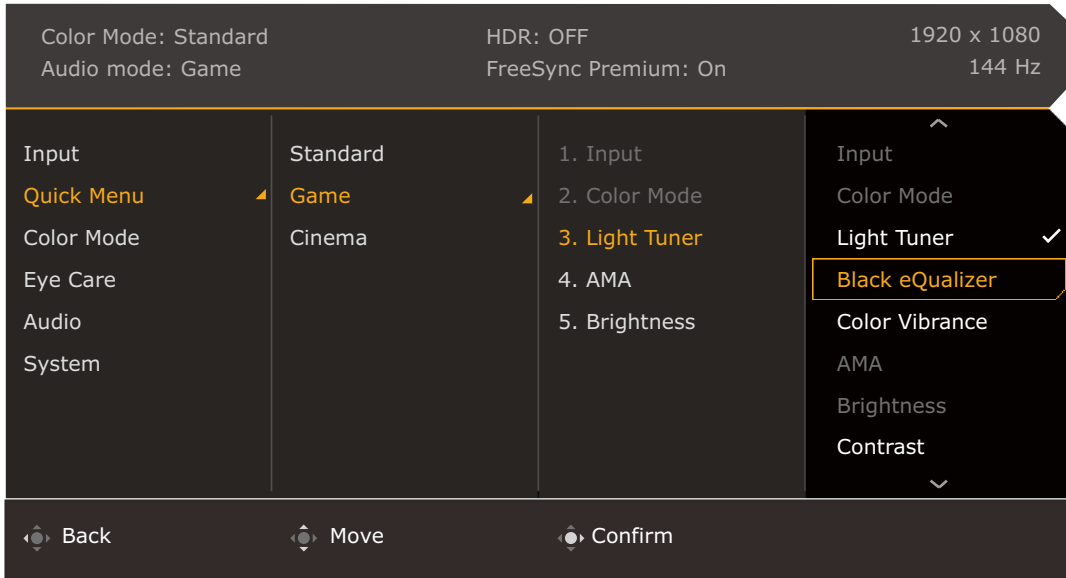 Color Mode: Standard
HDR: OFF
1920 x 1080
Audio mode: Game
FreeSync Premium: On
144 Hz
Input
Quick Menu
Color Mode
Eye Care
Audio
System
Standard
Game
Cinema
1. Input
2. Color Mode
3. Light Tuner
4. AMA
5. Brightness
Input
Color Mode
Light Tuner
Black eQualizer
Color Vibrance
AMA
Brightness
Contrast
Back
Move
Confirm